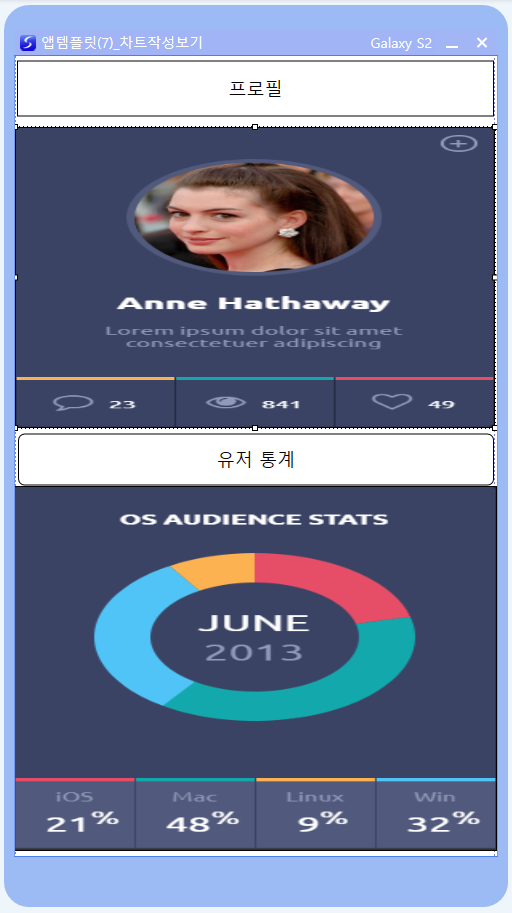 앱템플릿(7)_차트작성보기 Galaxy S2
프로필
Anne Hathaway
Lorem ipsum dolor sit amet
consectetuer adipiscing
23 841 49
유저 통계
OS AUDIENCE STATS
JUNE
2013
iOS Mac Linux Win
21% 48% 9% 32%